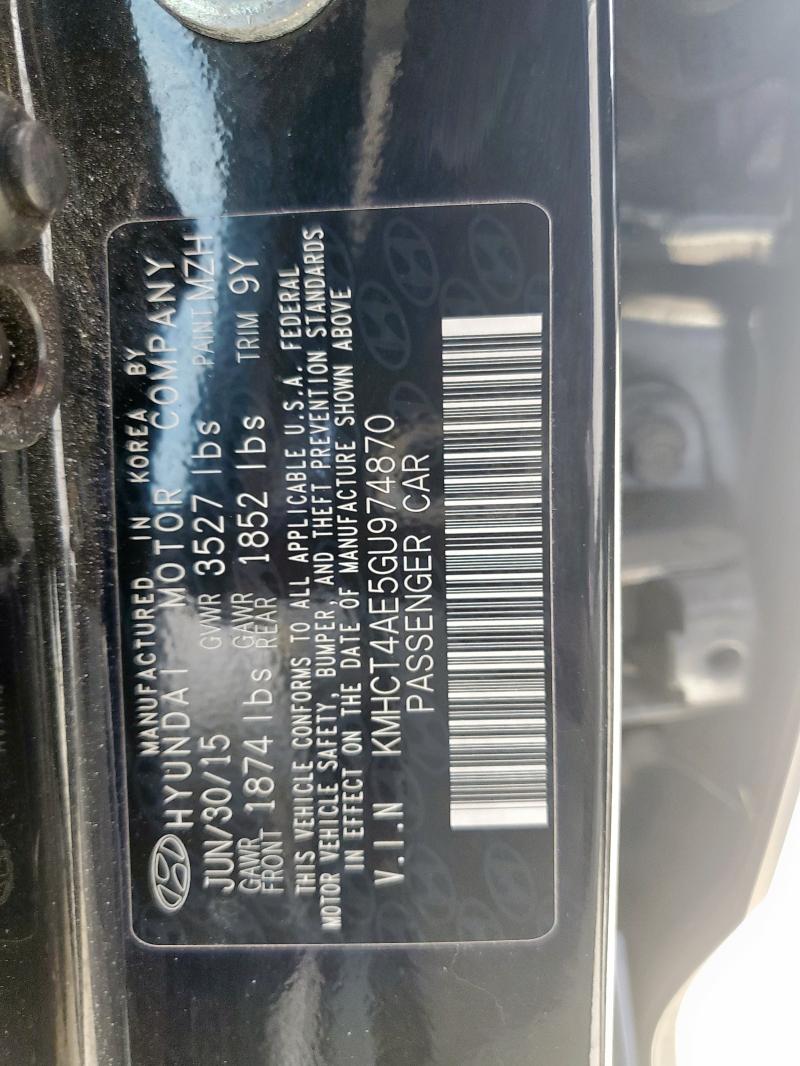 MANUFACTURED IN KOREA BY
HYUNDAI MOTOR COMPANY
JUN/30/15 GVWR 3527 lbs PAINT MZH
GAWR FRONT 1874 lbs GAWR REAR 1852 lbs TRIM 9Y
THIS VEHICLE CONFORMS TO ALL APPLICABLE U.S.A. FEDERAL
MOTOR VEHICLE SAFETY, BUMPER, AND THEFT PREVENTION STANDARDS
IN EFFECT ON THE DATE OF MANUFACTURE SHOWN ABOVE
V.I.N KMHCT4AE5GU974870
PASSENGER CAR